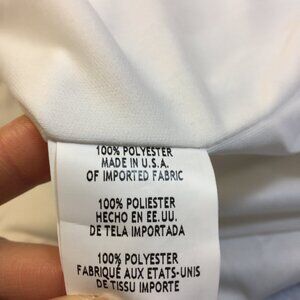 100% POLYESTER
MADE IN U.S.A.
OF IMPORTED FABRIC
100% POLIESTER
HECHO EN EE.UU.
DE TELA IMPORTADA
100% POLYESTER
FABRIQUÉ AUX ETATS-UNIS
DE TISSU IMPORTE